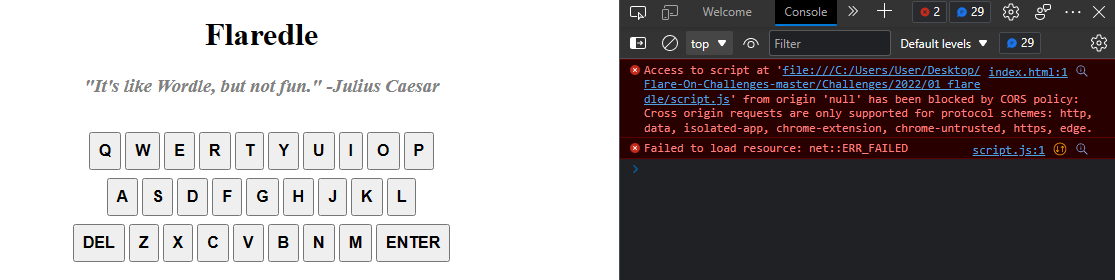 Flaredle
"It's like Wordle, but not fun." -Julius Caesar
Q W E R T Y U I O P
A S D F G H J K L
DEL Z X C V B N M ENTER
Welcome Console 2 29
top Filter Default levels 29
Access to script at 'file:///C:/Users/User/Desktop/ index.html:1
Flare-On-Challenges-master/Challenges/2022/01_flare
dle/script.js' from origin 'null' has been blocked by CORS policy:
Cross origin requests are only supported for protocol schemes: http,
data, isolated-app, chrome-extension, chrome-untrusted, https, edge.
Failed to load resource: net::ERR_FAILED script.js:1